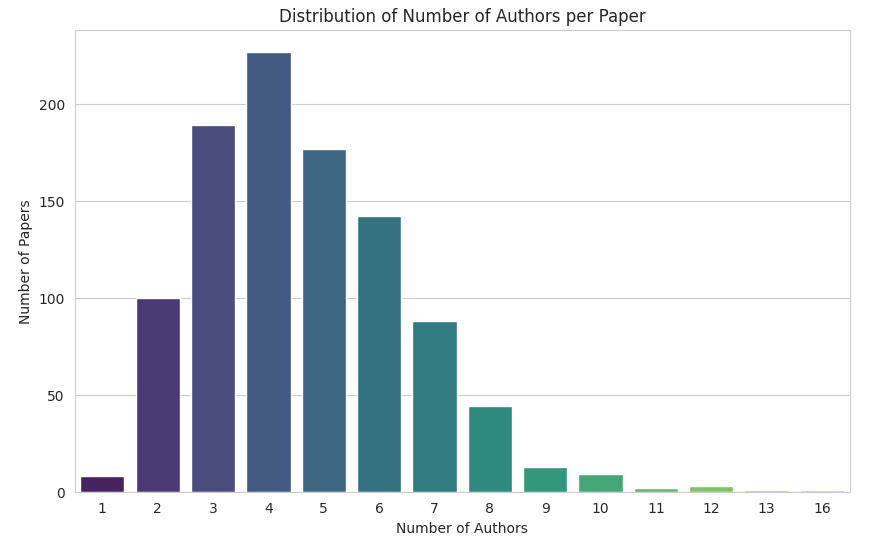 Distribution of Number of Authors per Paper
Number of Papers
200
150
100
50
0
1 2 3 4 5 6 7 8 9 10 11 12 13 16
Number of Authors